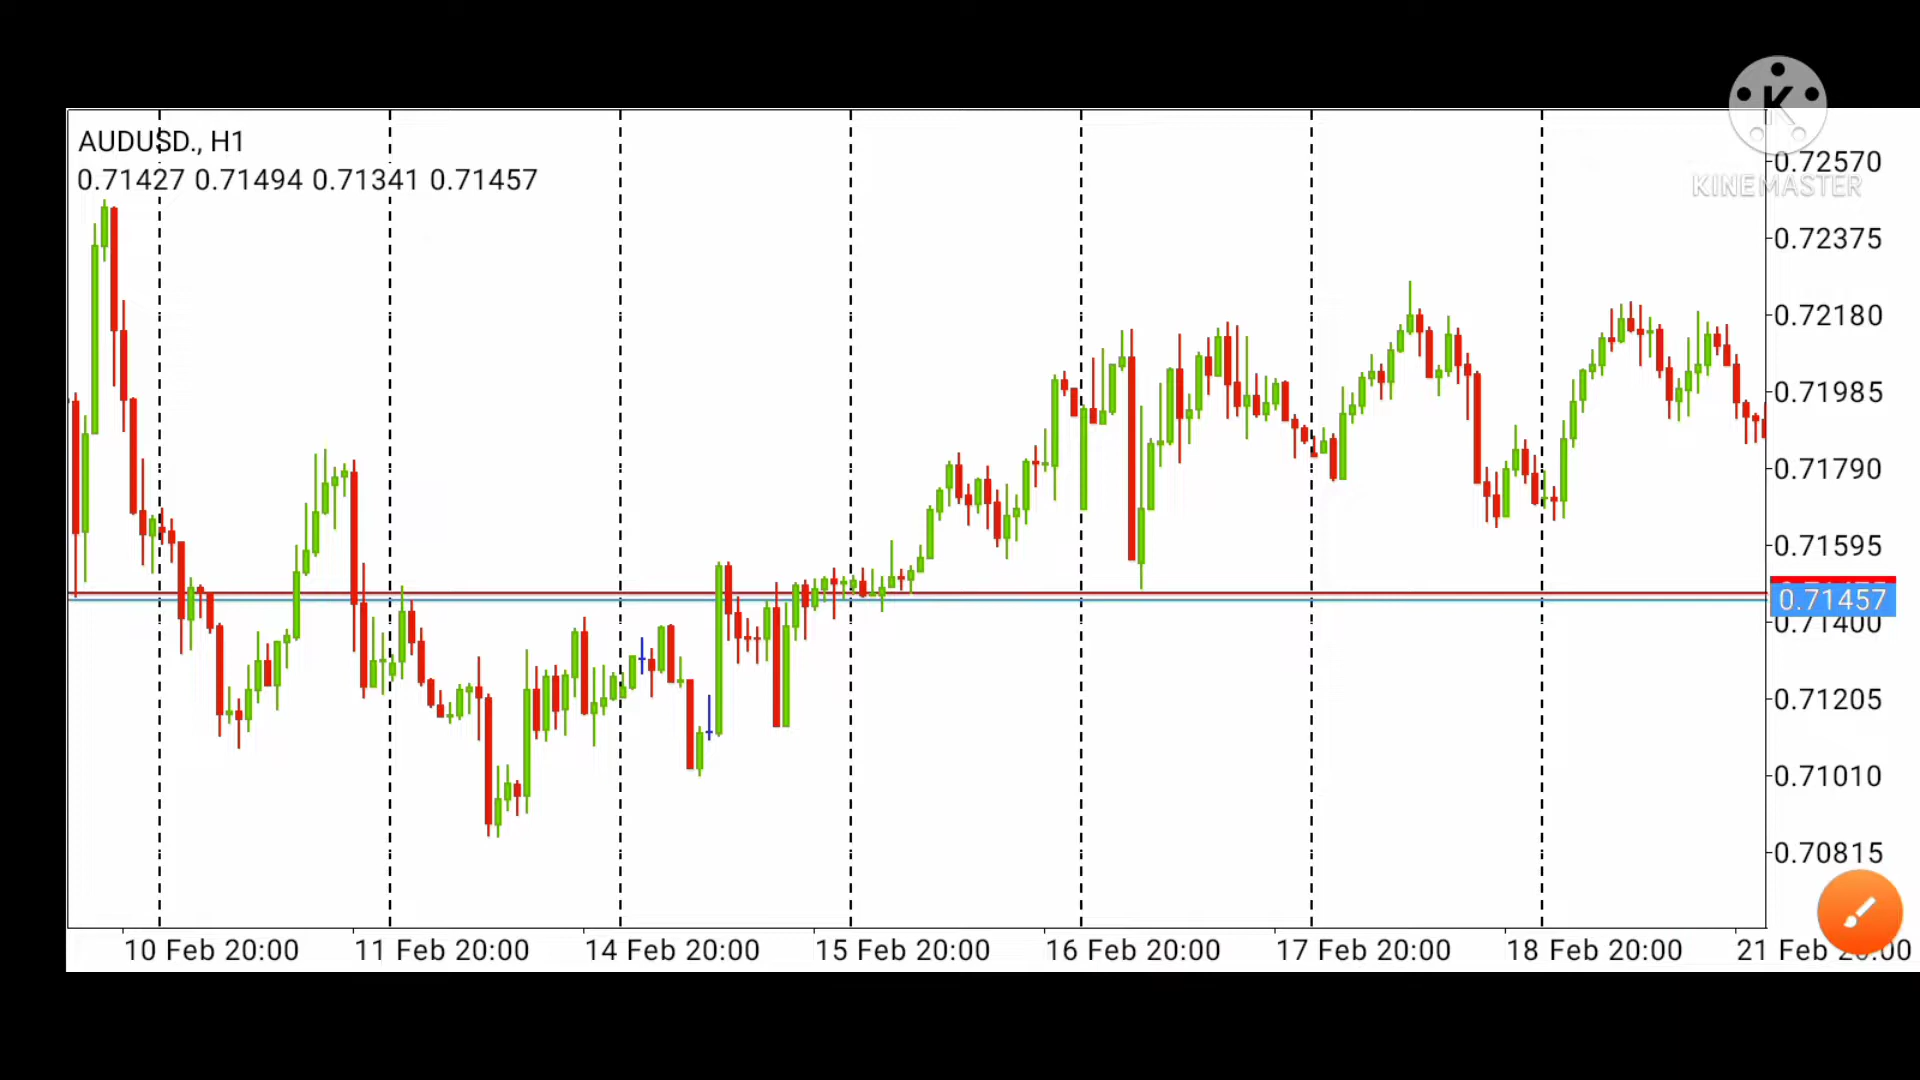 AUDUSD., H1
0.71427 0.71494 0.71341 0.71457
K
KINEMASTER
0.72570
0.72375
0.72180
0.71985
0.71790
0.71595
0.71457
0.71400
0.71205
0.71010
0.70815
10 Feb 20:00
11 Feb 20:00
14 Feb 20:00
15 Feb 20:00
16 Feb 20:00
17 Feb 20:00
18 Feb 20:00
21 Feb 20:00